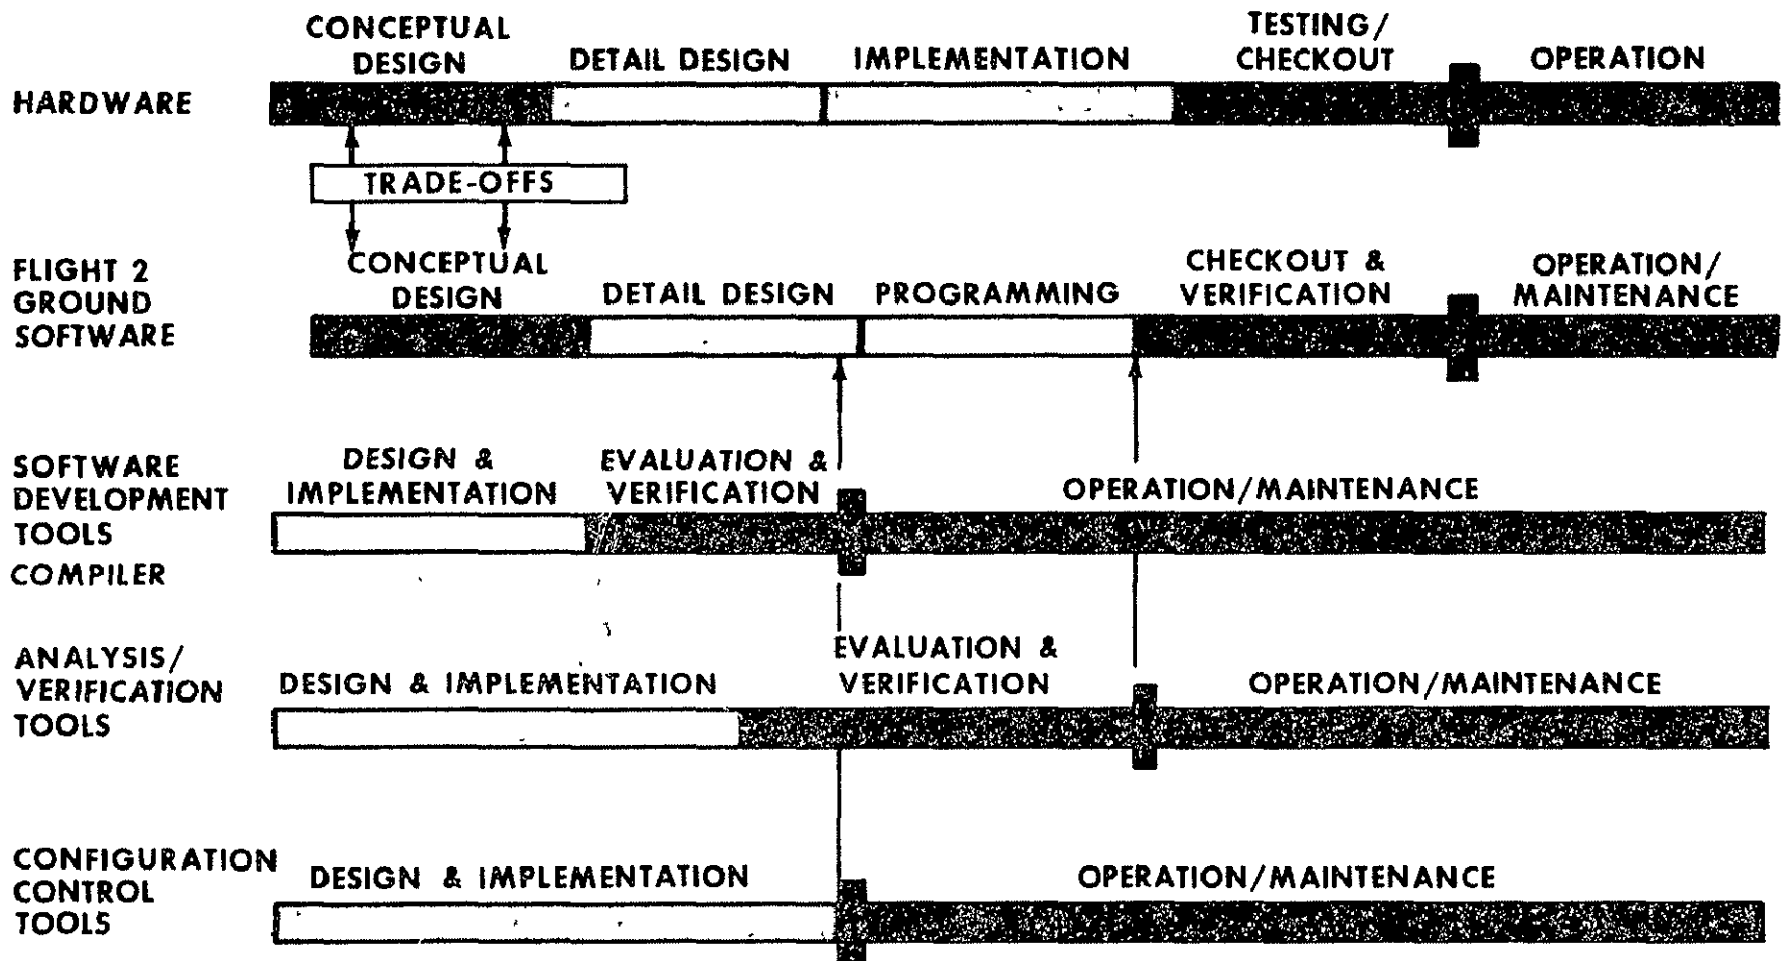 CONCEPTUAL
DESIGN
DETAIL DESIGN
IMPLEMENTATION
TESTING/
CHECKOUT
OPERATION
HARDWARE
TRADE-OFFS
FLIGHT 2
GROUND
SOFTWARE
CONCEPTUAL
DESIGN
DETAIL DESIGN
PROGRAMMING
CHECKOUT &
VERIFICATION
OPERATION/
MAINTENANCE
SOFTWARE
DEVELOPMENT
TOOLS
COMPILER
DESIGN &
IMPLEMENTATION
EVALUATION &
VERIFICATION
OPERATION/MAINTENANCE
ANALYSIS/
VERIFICATION
TOOLS
DESIGN & IMPLEMENTATION
EVALUATION &
VERIFICATION
OPERATION/MAINTENANCE
CONFIGURATION
CONTROL
TOOLS
DESIGN & IMPLEMENTATION
OPERATION/MAINTENANCE